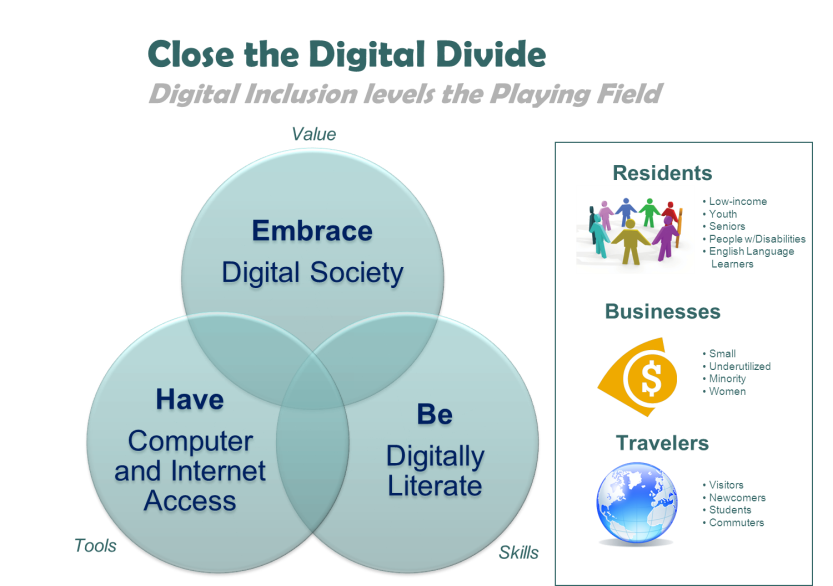 Close the Digital Divide
Digital Inclusion levels the Playing Field
Value
Embrace
Digital Society
Have
Computer
and Internet
Access
Be
Digitally
Literate
Tools
Skills
Residents
• Low-income
• Youth
• Seniors
• People w/Disabilities
• English Language
Learners
Businesses
$
• Small
• Underutilized
• Minority
• Women
Travelers
• Visitors
• Newcomers
• Students
• Commuters